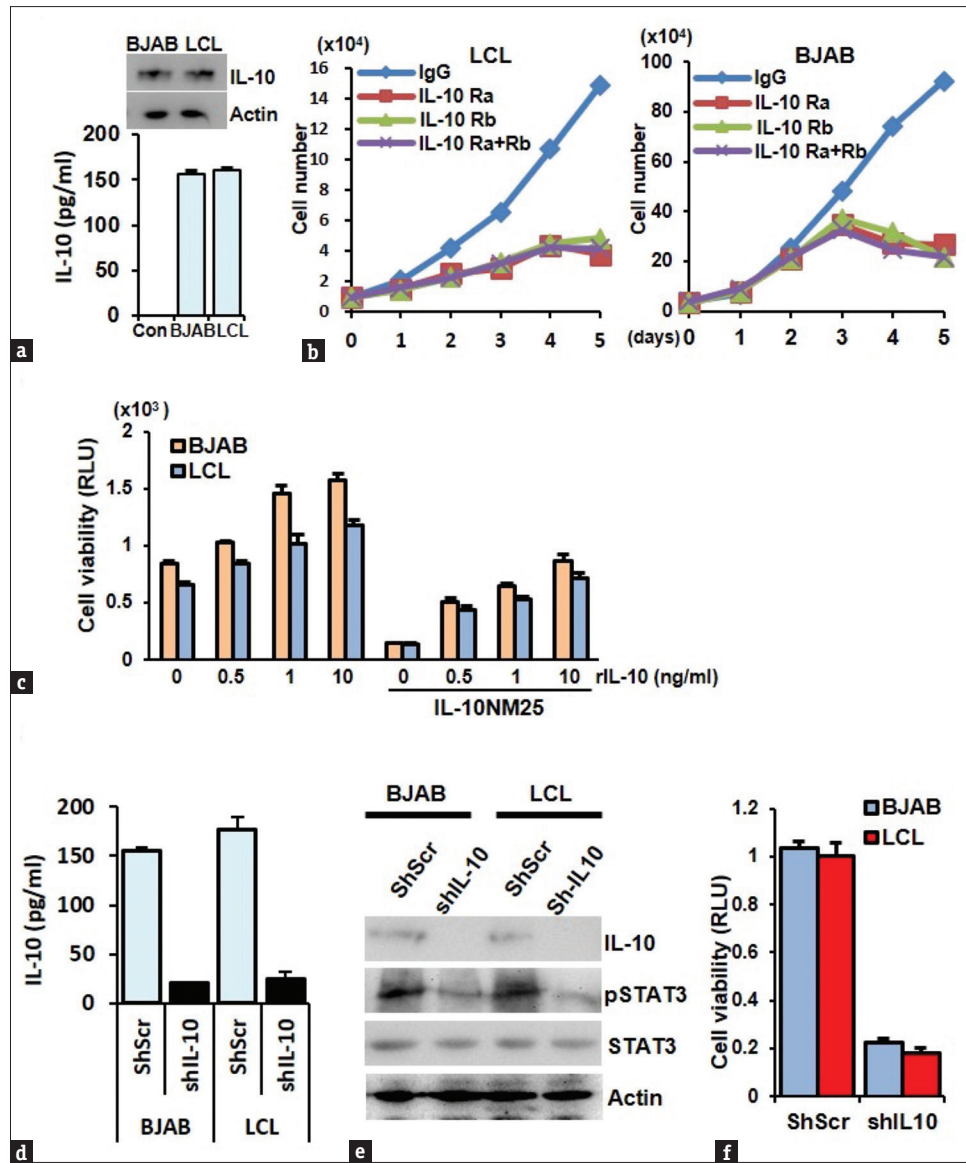 BJAB LCL
IL-10
Actin
IL-10 (pg/ml)
200
150
100
50
0
Con BJAB LCL
a
(x10⁴)
LCL
Cell number
16
14
12
10
8
6
4
2
0
IgG
IL-10 Ra
IL-10 Rb
IL-10 Ra+Rb
0 1 2 3 4 5
b
(x10⁴)
BJAB
Cell number
100
80
60
40
20
0
IgG
IL-10 Ra
IL-10 Rb
IL-10 Ra+Rb
(days) 0 1 2 3 4 5
(x10³)
Cell viability (RLU)
2
1.5
1
0.5
0
BJAB
LCL
0 0.5 1 10 0 0.5 1 10 rIL-10 (ng/ml)
IL-10NM25
c
IL-10 (pg/ml)
200
150
100
50
0
ShScr shIL-10 ShScr shIL-10
BJAB LCL
d
BJAB LCL
ShScr shIL-10 ShScr Sh-IL10
IL-10
pSTAT3
STAT3
Actin
e
Cell viability (RLU)
1.2
1
0.8
0.6
0.4
0.2
0
BJAB
LCL
ShScr shIL10
f